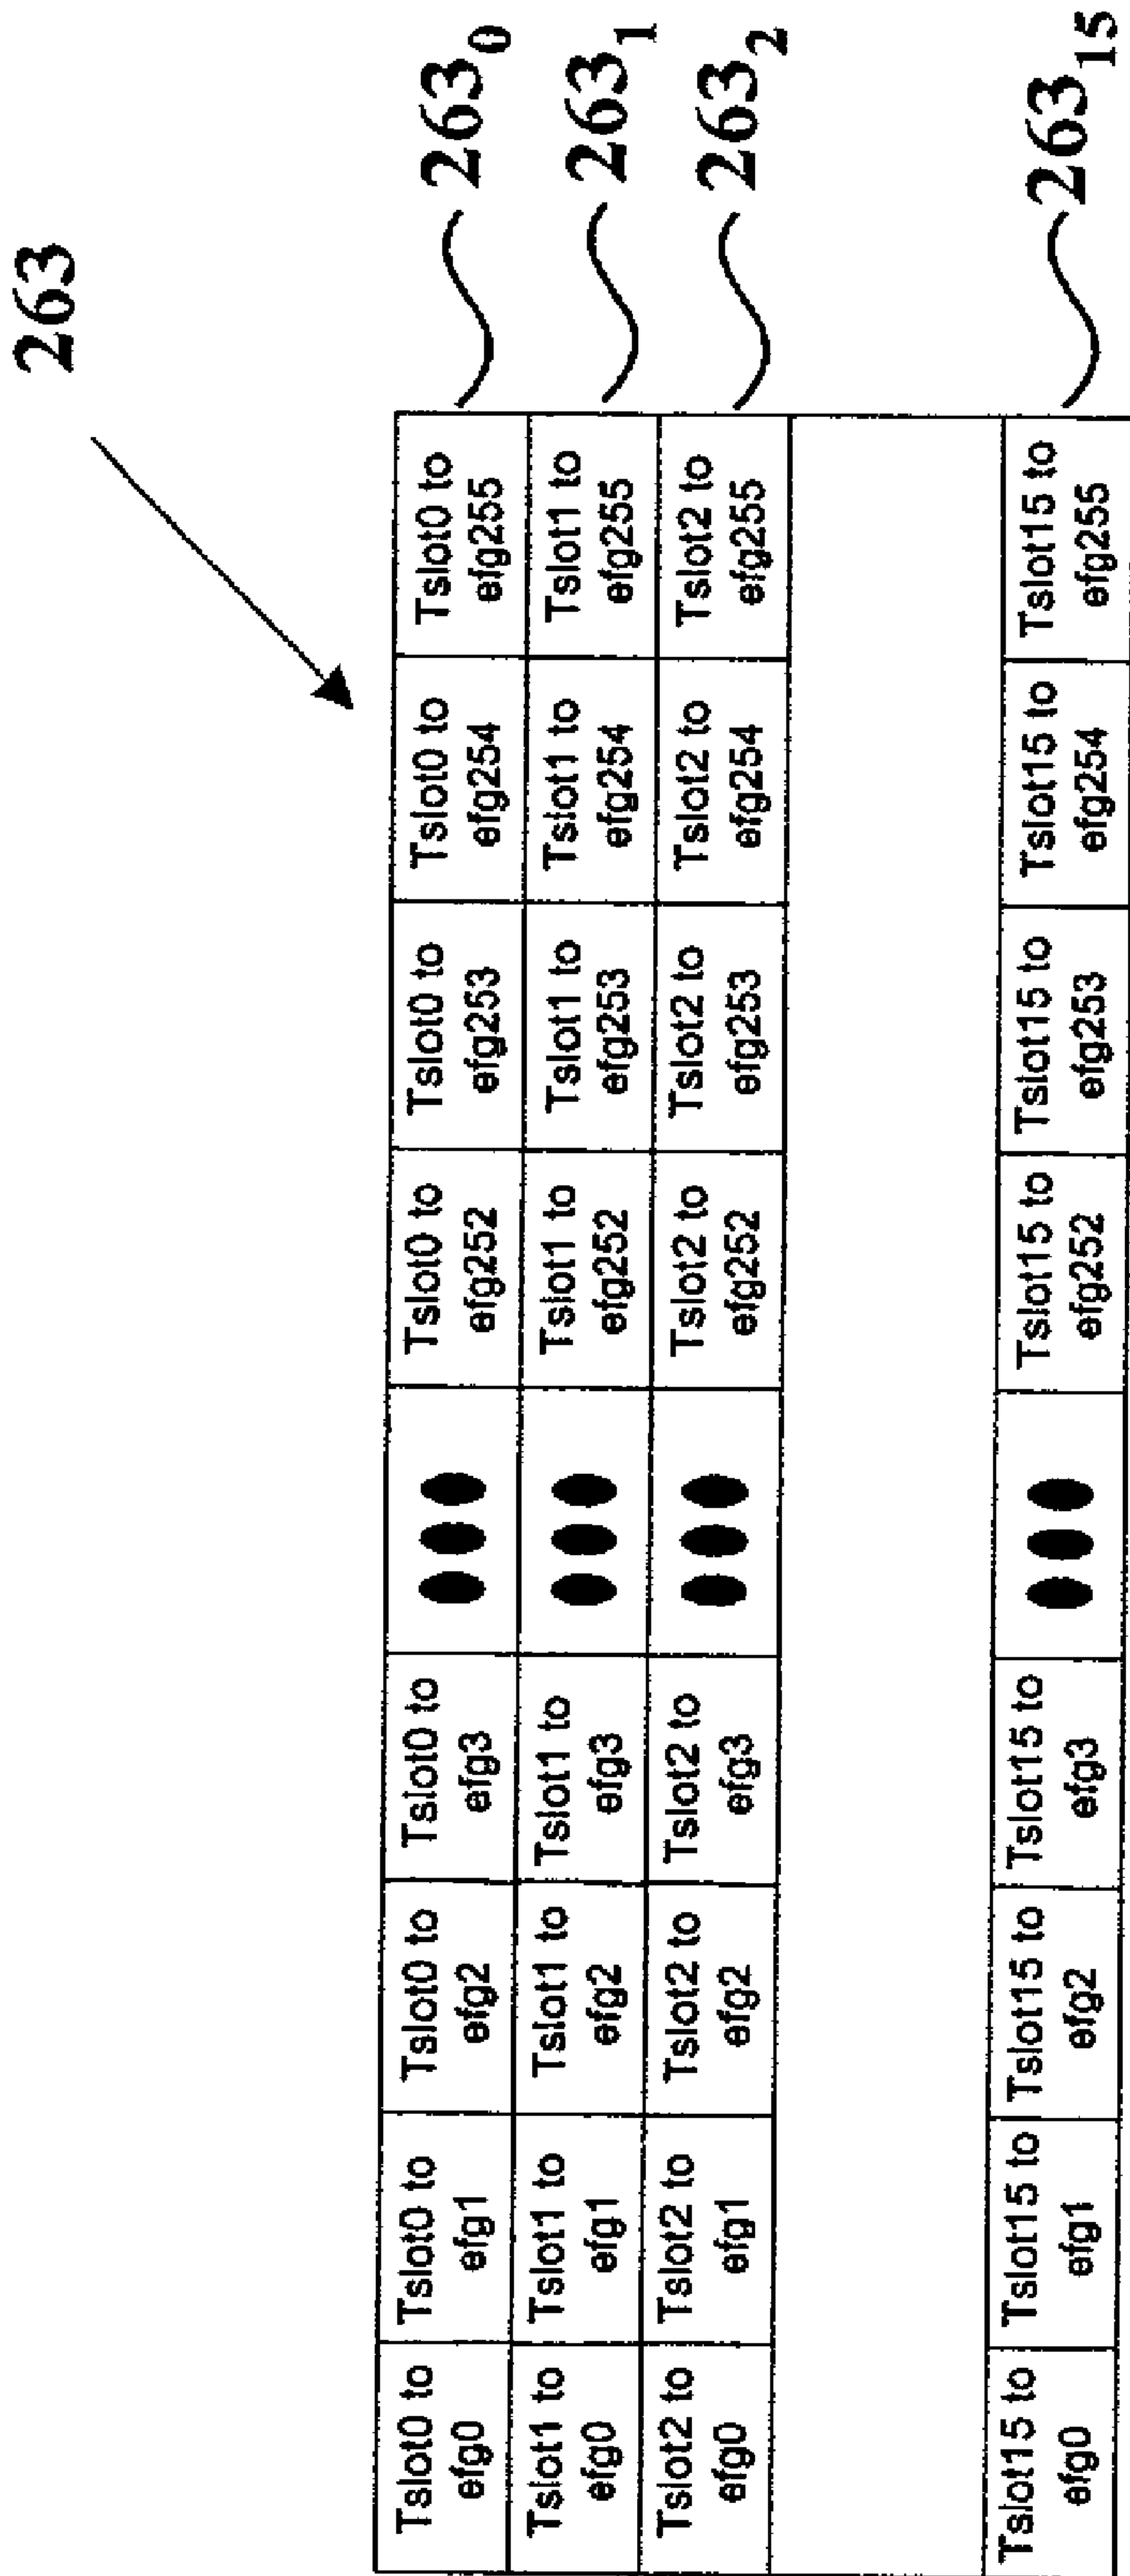 263
Tslot0 to
efg0
Tslot0 to
efg1
Tslot0 to
efg2
Tslot0 to
efg3
Tslot0 to
efg252
Tslot0 to
efg253
Tslot0 to
efg254
Tslot0 to
efg255
263₀
Tslot1 to
efg0
Tslot1 to
efg1
Tslot1 to
efg2
Tslot1 to
efg3
Tslot1 to
efg252
Tslot1 to
efg253
Tslot1 to
efg254
Tslot1 to
efg255
263₁
Tslot2 to
efg0
Tslot2 to
efg1
Tslot2 to
efg2
Tslot2 to
efg3
Tslot2 to
efg252
Tslot2 to
efg253
Tslot2 to
efg254
Tslot2 to
efg255
263₂
Tslot15 to
efg0
Tslot15 to
efg1
Tslot15 to
efg2
Tslot15 to
efg3
Tslot15 to
efg252
Tslot15 to
efg253
Tslot15 to
efg254
Tslot15 to
efg255
263₁₅